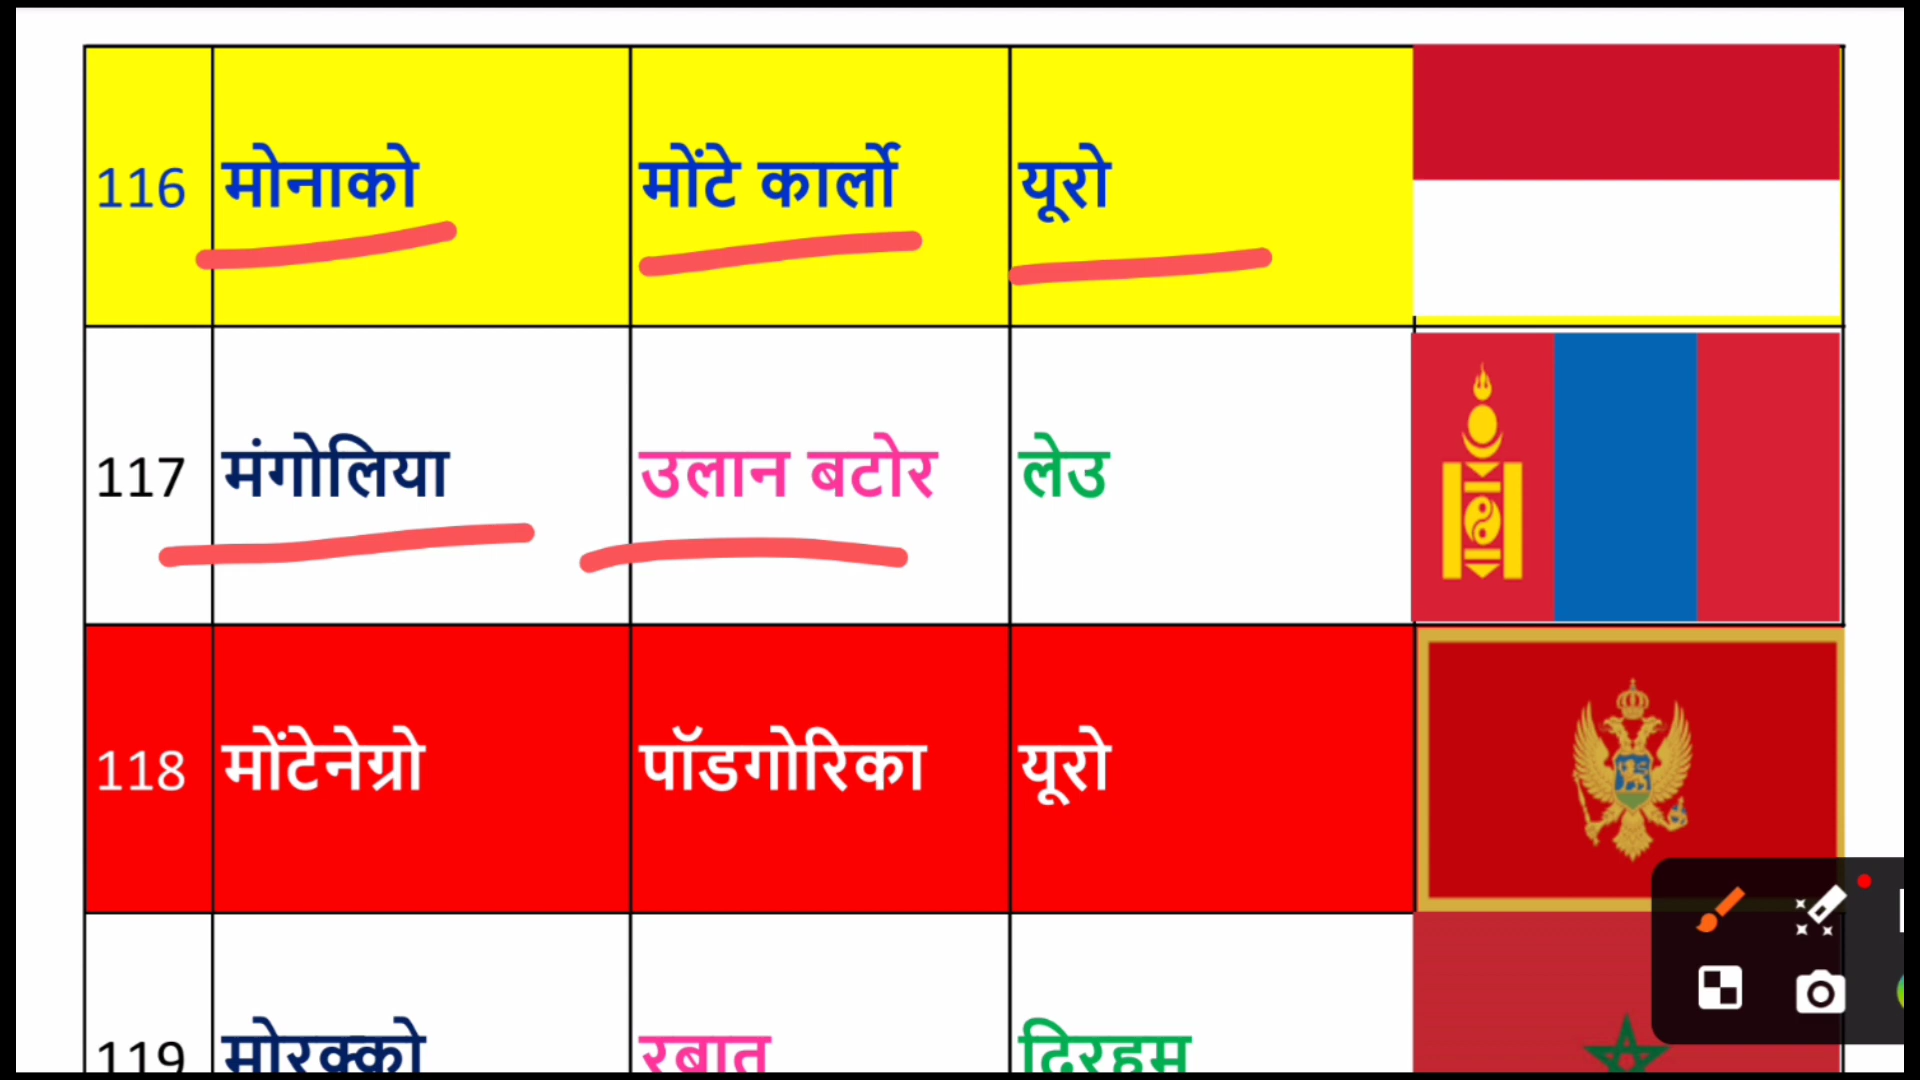 116 मोनाको मोंटे कार्लो यूरो
117 मंगोलिया उलान बटोर लेउ
118 मोंटेनेग्रो पॉडगोरिका यूरो
119 मोरक्को रबात दिरहम